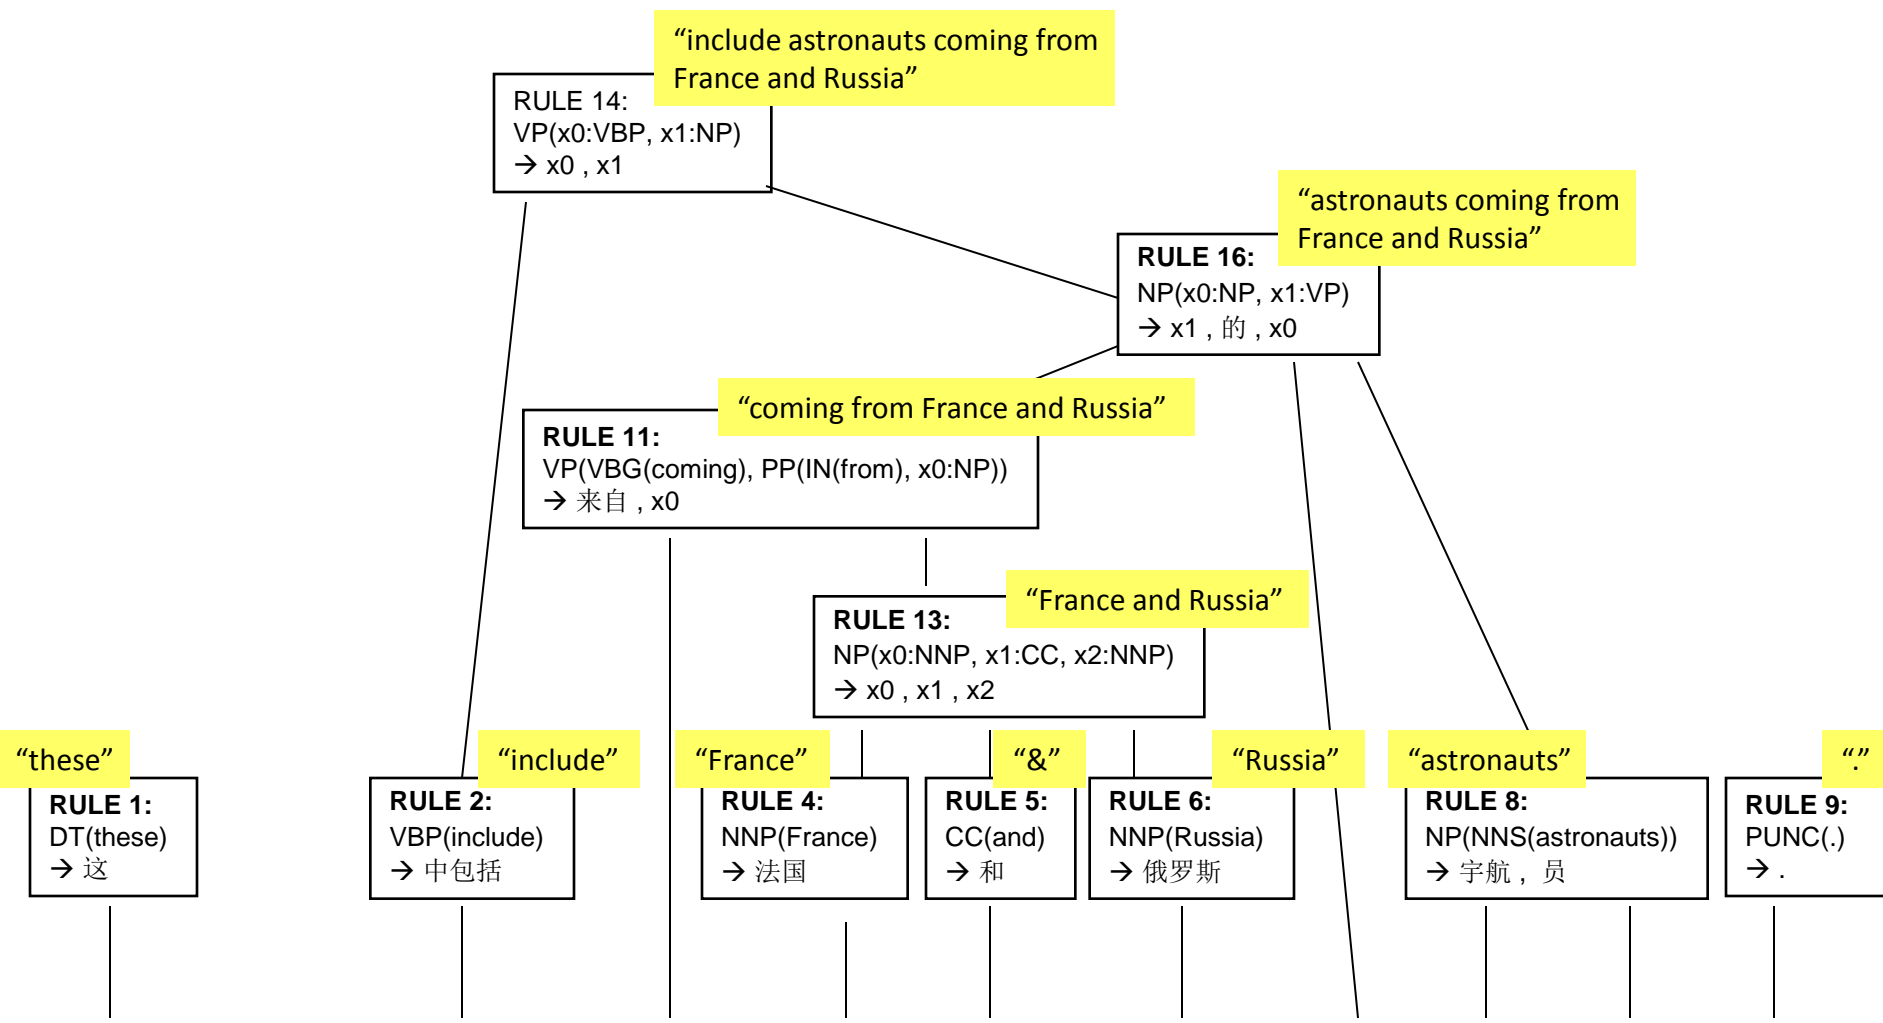 “include astronauts coming from
France and Russia”
RULE 14:
VP(x0:VBP, x1:NP)
→ x0 , x1
“astronauts coming from
France and Russia”
RULE 16:
NP(x0:NP, x1:VP)
→ x1 , 的 , x0
“coming from France and Russia”
RULE 11:
VP(VBG(coming), PP(IN(from), x0:NP))
→ 来自 , x0
“France and Russia”
RULE 13:
NP(x0:NNP, x1:CC, x2:NNP)
→ x0 , x1 , x2
“these”
RULE 1:
DT(these)
→ 这
“include”
RULE 2:
VBP(include)
→ 中包括
“France”
RULE 4:
NNP(France)
→ 法国
“&”
RULE 5:
CC(and)
→ 和
“Russia”
RULE 6:
NNP(Russia)
→ 俄罗斯
“astronauts”
RULE 8:
NP(NNS(astronauts))
→ 宇航 , 员
“.”
RULE 9:
PUNC(.)
→ .